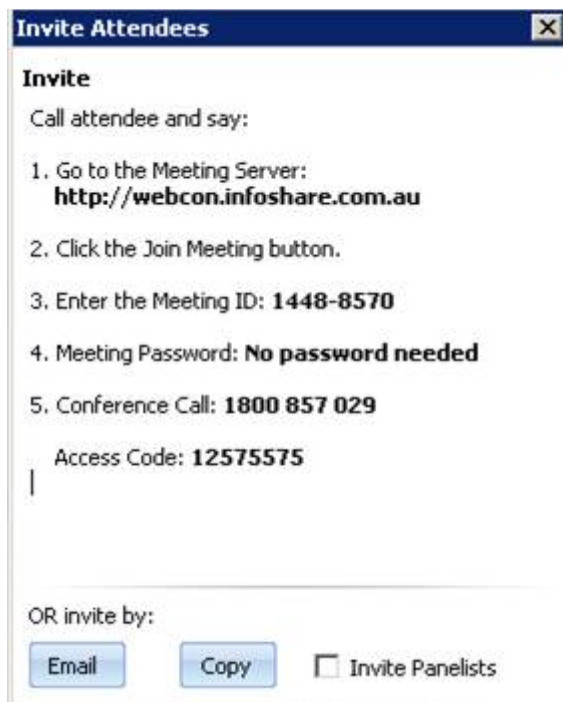 Invite Attendees
Invite
Call attendee and say:
1. Go to the Meeting Server:
http://webcon.infoshare.com.au
2. Click the Join Meeting button.
3. Enter the Meeting ID: 1448-8570
4. Meeting Password: No password needed
5. Conference Call: 1800 857 029
Access Code: 12575575
OR invite by:
Email Copy Invite Panelists